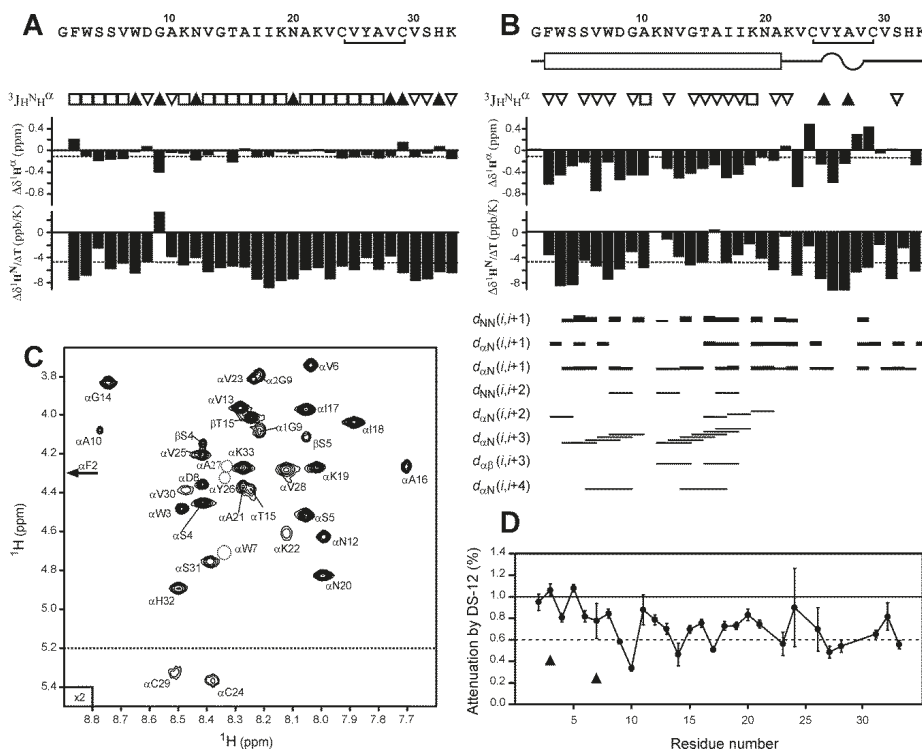 A
10 20 30
GFWSSVWDGAKNVGTAIIKNAKVCVYAVCVSHK
³JHᴺHᵅ
Δδ¹Hᵅ (ppm)
0.4
0
-0.4
-0.8
Δδ¹Hᴺ/ΔT (ppb/K)
0
-4
-8
B
10 20 30
GFWSSVWDGAKNVGTAIIKNAKVCVYAVCVSHK
³JHᴺHᵅ
Δδ¹Hᵅ (ppm)
0.4
0
-0.4
-0.8
Δδ¹Hᴺ/ΔT (ppb/K)
0
-4
-8
dNN(i,i+1)
dαN(i,i+1)
dαN(i,i+1)
dNN(i,i+2)
dαN(i,i+2)
dαN(i,i+3)
dαβ(i,i+3)
dαN(i,i+4)
C
¹H (ppm)
3.8
4.0
4.2
4.4
4.6
4.8
5.0
5.2
5.4
αV6
αV23
α2G9
αG14
αV13
αI17
βT15
αI18
α1G9
αA10
βS4
βS5
αV25
αK33
αA27
αF2
αK19
αA16
αD8
αY26
αV28
αV30
αW3
αA21
αT15
αS5
αS4
αK22
αN12
αW7
αS31
αN20
αH32
αC29
αC24
x2
8.8 8.7 8.6 8.5 8.4 8.3 8.2 8.1 8.0 7.9 7.8 7.7
¹H (ppm)
D
Attenuation by DS-12 (%)
1.4
1.2
1.0
0.8
0.6
0.4
0.2
0
5 10 15 20 25 30
Residue number